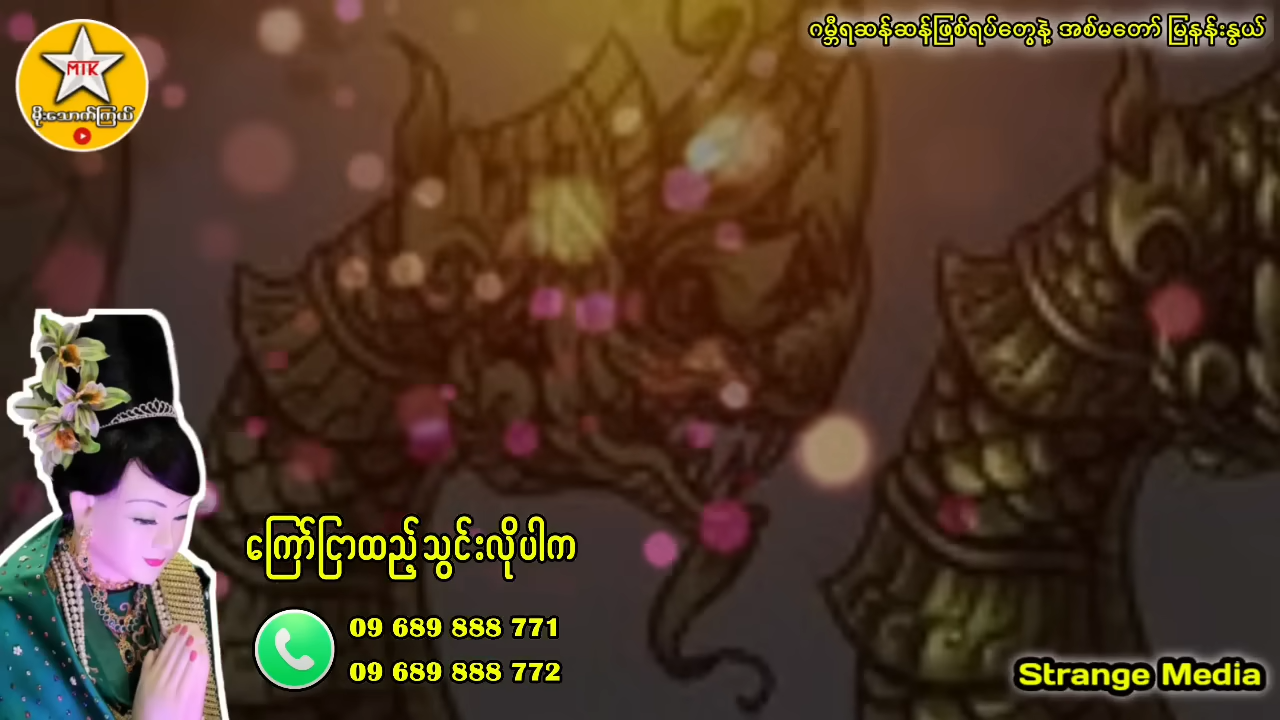 ဂမ္ဘီရဆန်ဆန်ဖြစ်ရပ်တွေနဲ့ အစ်မတော် မြနန်းနွယ်
MTK
မိုးသောက်ကြယ်
ကြော်ငြာထည့်သွင်းလိုပါက
09 689 888 771
09 689 888 772
Strange Media